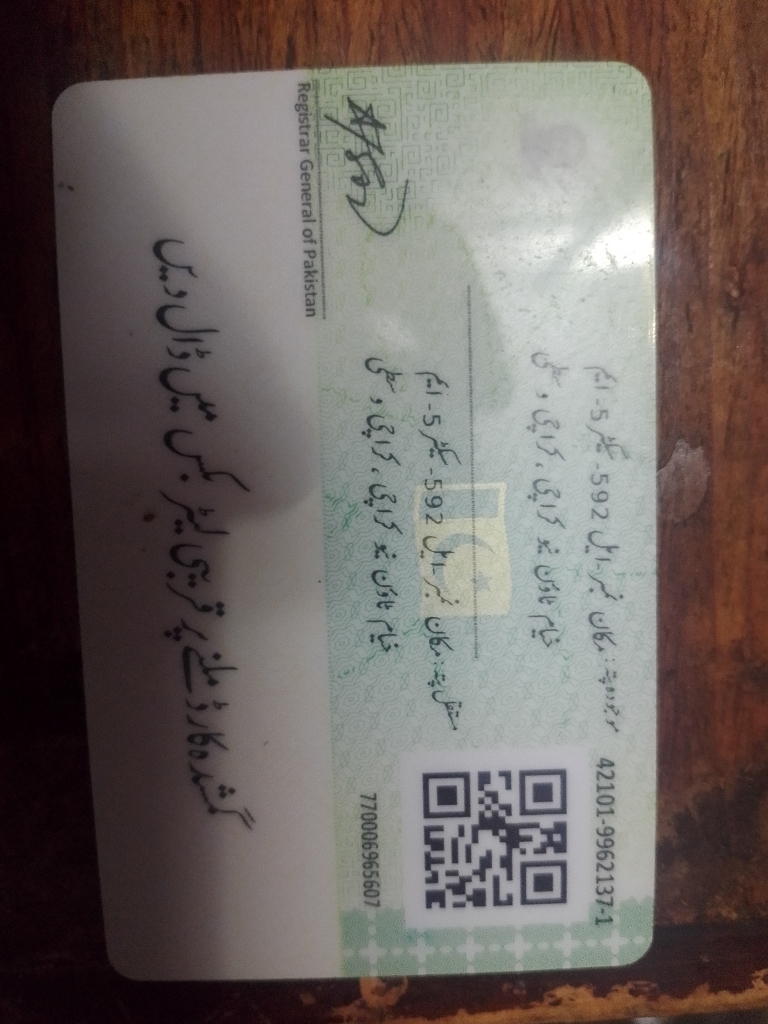 42101-9962137-1
موجودہ پتہ: مکان نمبر ایل 592- سیکٹر 5- ایم
خیام ٹاؤن نیو کراچی، کراچی وسطی
مستقل پتہ: مکان نمبر ایل 592- سیکٹر 5- ایم
خیام ٹاؤن نیو کراچی، کراچی وسطی
770006965607
Registrar General of Pakistan
گمشدہ کارڈ ملنے پر قریبی لیٹر بکس میں ڈال دیں